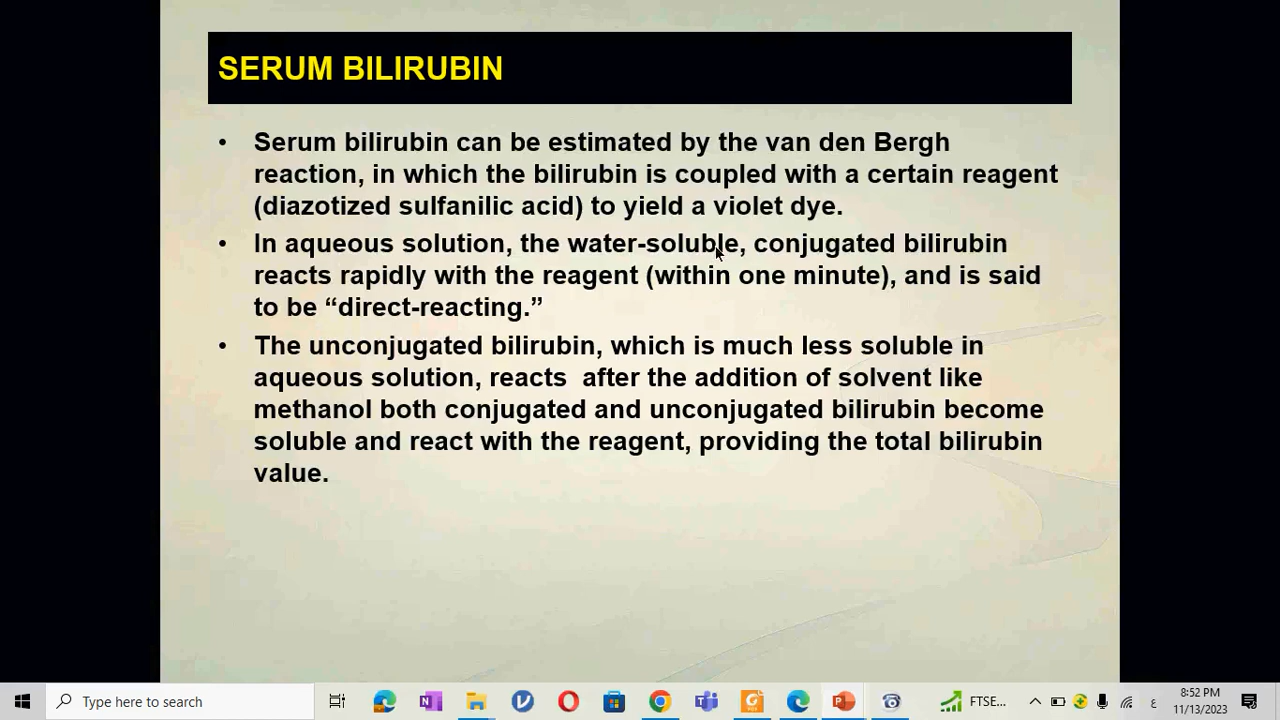 SERUM BILIRUBIN
• Serum bilirubin can be estimated by the van den Bergh
reaction, in which the bilirubin is coupled with a certain reagent
(diazotized sulfanilic acid) to yield a violet dye.
• In aqueous solution, the water-soluble, conjugated bilirubin
reacts rapidly with the reagent (within one minute), and is said
to be “direct-reacting.”
• The unconjugated bilirubin, which is much less soluble in
aqueous solution, reacts  after the addition of solvent like
methanol both conjugated and unconjugated bilirubin become
soluble and react with the reagent, providing the total bilirubin
value.
Type here to search
FTSE...
ع
8:52 PM
11/13/2023